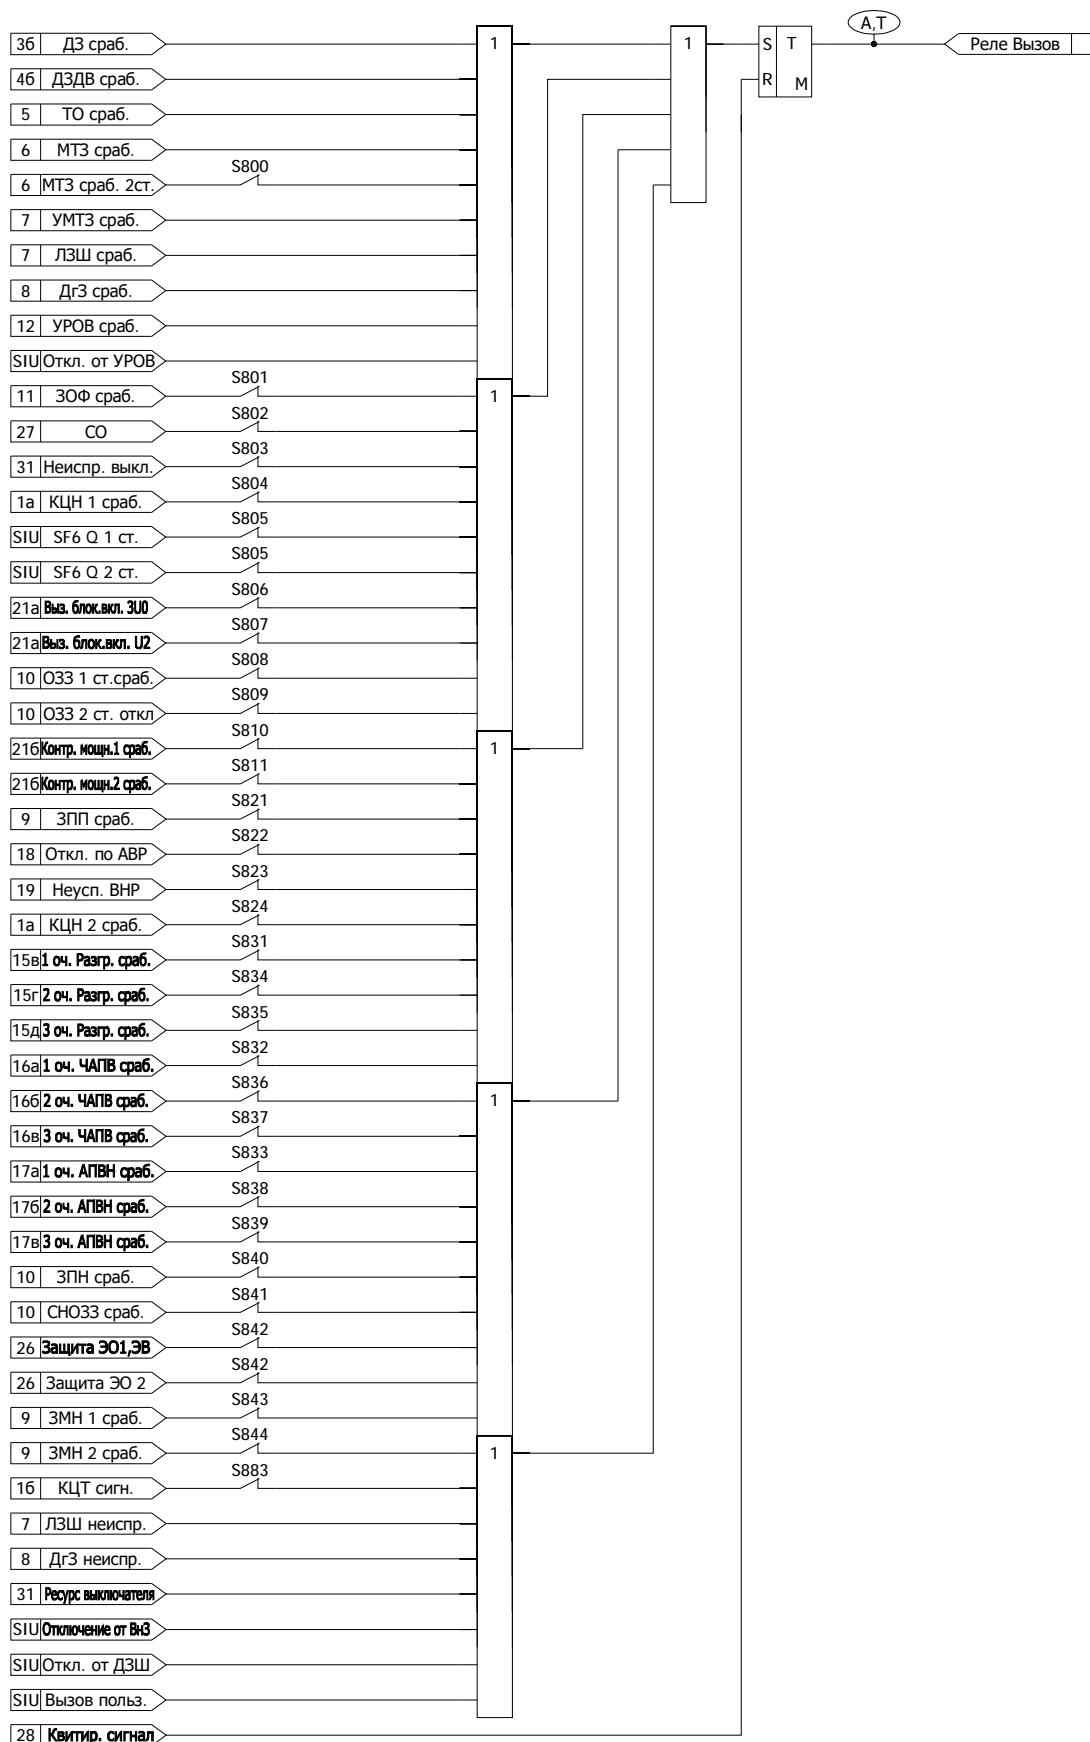 А,Т
3б ДЗ сраб. 1 1 S T Реле Вызов
4б ДЗДВ сраб. R M
5 ТО сраб.
6 МТЗ сраб.
S800
6 МТЗ сраб. 2ст.
7 УМТЗ сраб.
7 ЛЗШ сраб.
8 ДгЗ сраб.
12 УРОВ сраб.
SIU Откл. от УРОВ
S801
11 ЗОФ сраб. 1
S802
27 СО
S803
31 Неиспр. выкл.
S804
1а КЦН 1 сраб.
S805
SIU SF6 Q 1 ст.
S805
SIU SF6 Q 2 ст.
S806
21а Выз. блок.вкл. 3U0
S807
21а Выз. блок.вкл. U2
S808
10 ОЗЗ 1 ст.сраб.
S809
10 ОЗЗ 2 ст. откл
S810
21б Контр. мощн.1 сраб. 1
S811
21б Контр. мощн.2 сраб.
S821
9 ЗПП сраб.
S822
18 Откл. по АВР
S823
19 Неусп. ВНР
S824
1а КЦН 2 сраб.
S831
15в 1 оч. Разгр. сраб.
S834
15г 2 оч. Разгр. сраб.
S835
15д 3 оч. Разгр. сраб.
S832
16а 1 оч. ЧАПВ сраб.
S836
16б 2 оч. ЧАПВ сраб. 1
S837
16в 3 оч. ЧАПВ сраб.
S833
17а 1 оч. АПВН сраб.
S838
17б 2 оч. АПВН сраб.
S839
17в 3 оч. АПВН сраб.
S840
10 ЗПН сраб.
S841
10 СНОЗЗ сраб.
S842
26 Защита ЭО1,ЭВ
S842
26 Защита ЭО 2
S843
9 ЗМН 1 сраб.
S844
9 ЗМН 2 сраб. 1
S883
1б КЦТ сигн.
7 ЛЗШ неиспр.
8 ДгЗ неиспр.
31 Ресурс выключателя
SIU Отключение от ВнЗ
SIU Откл. от ДЗШ
SIU Вызов польз.
28 Квитир. сигнал